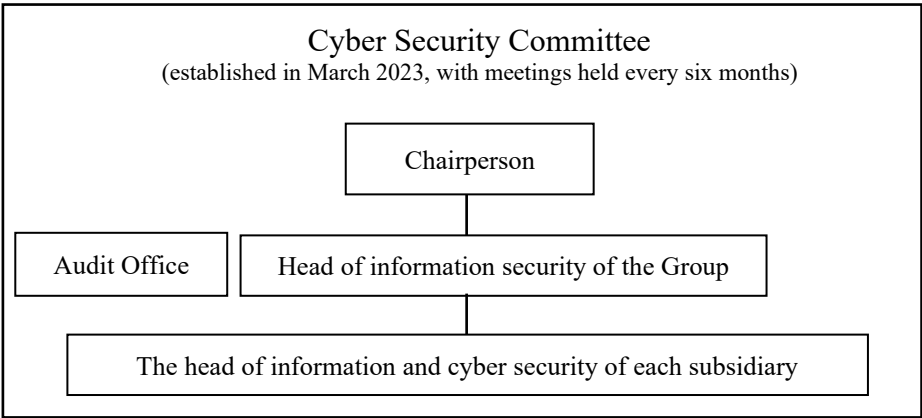 Cyber Security Committee
(established in March 2023, with meetings held every six months)
Chairperson
Audit Office
Head of information security of the Group
The head of information and cyber security of each subsidiary